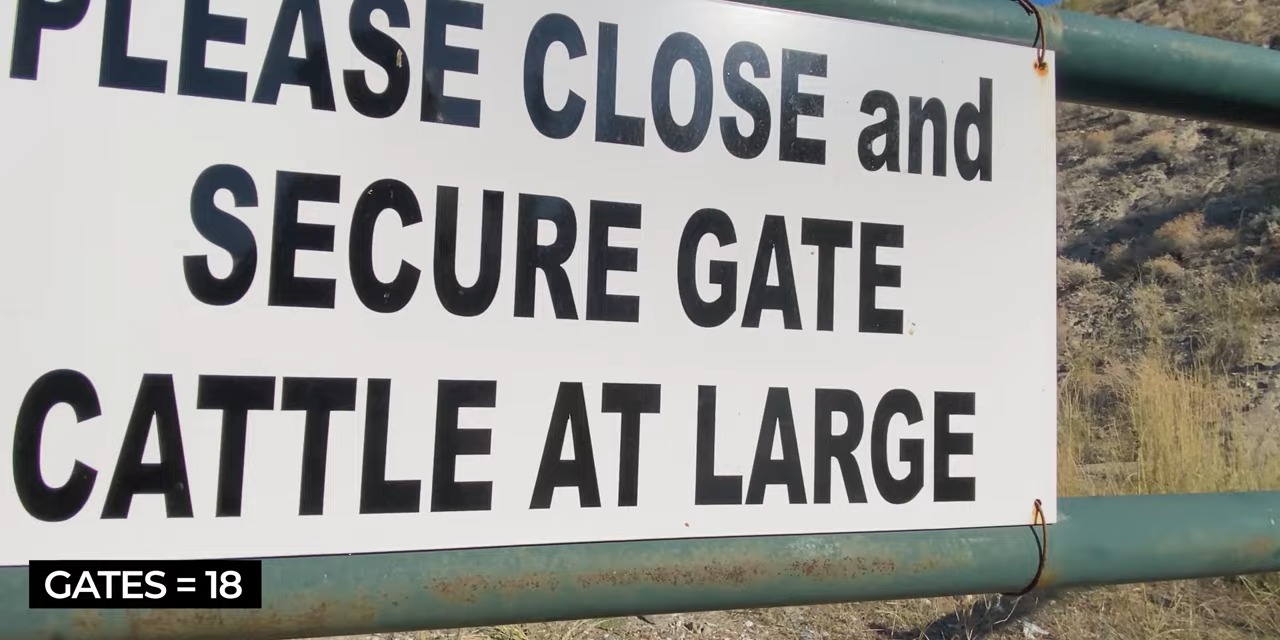 PLEASE CLOSE and
SECURE GATE
CATTLE AT LARGE
GATES = 18